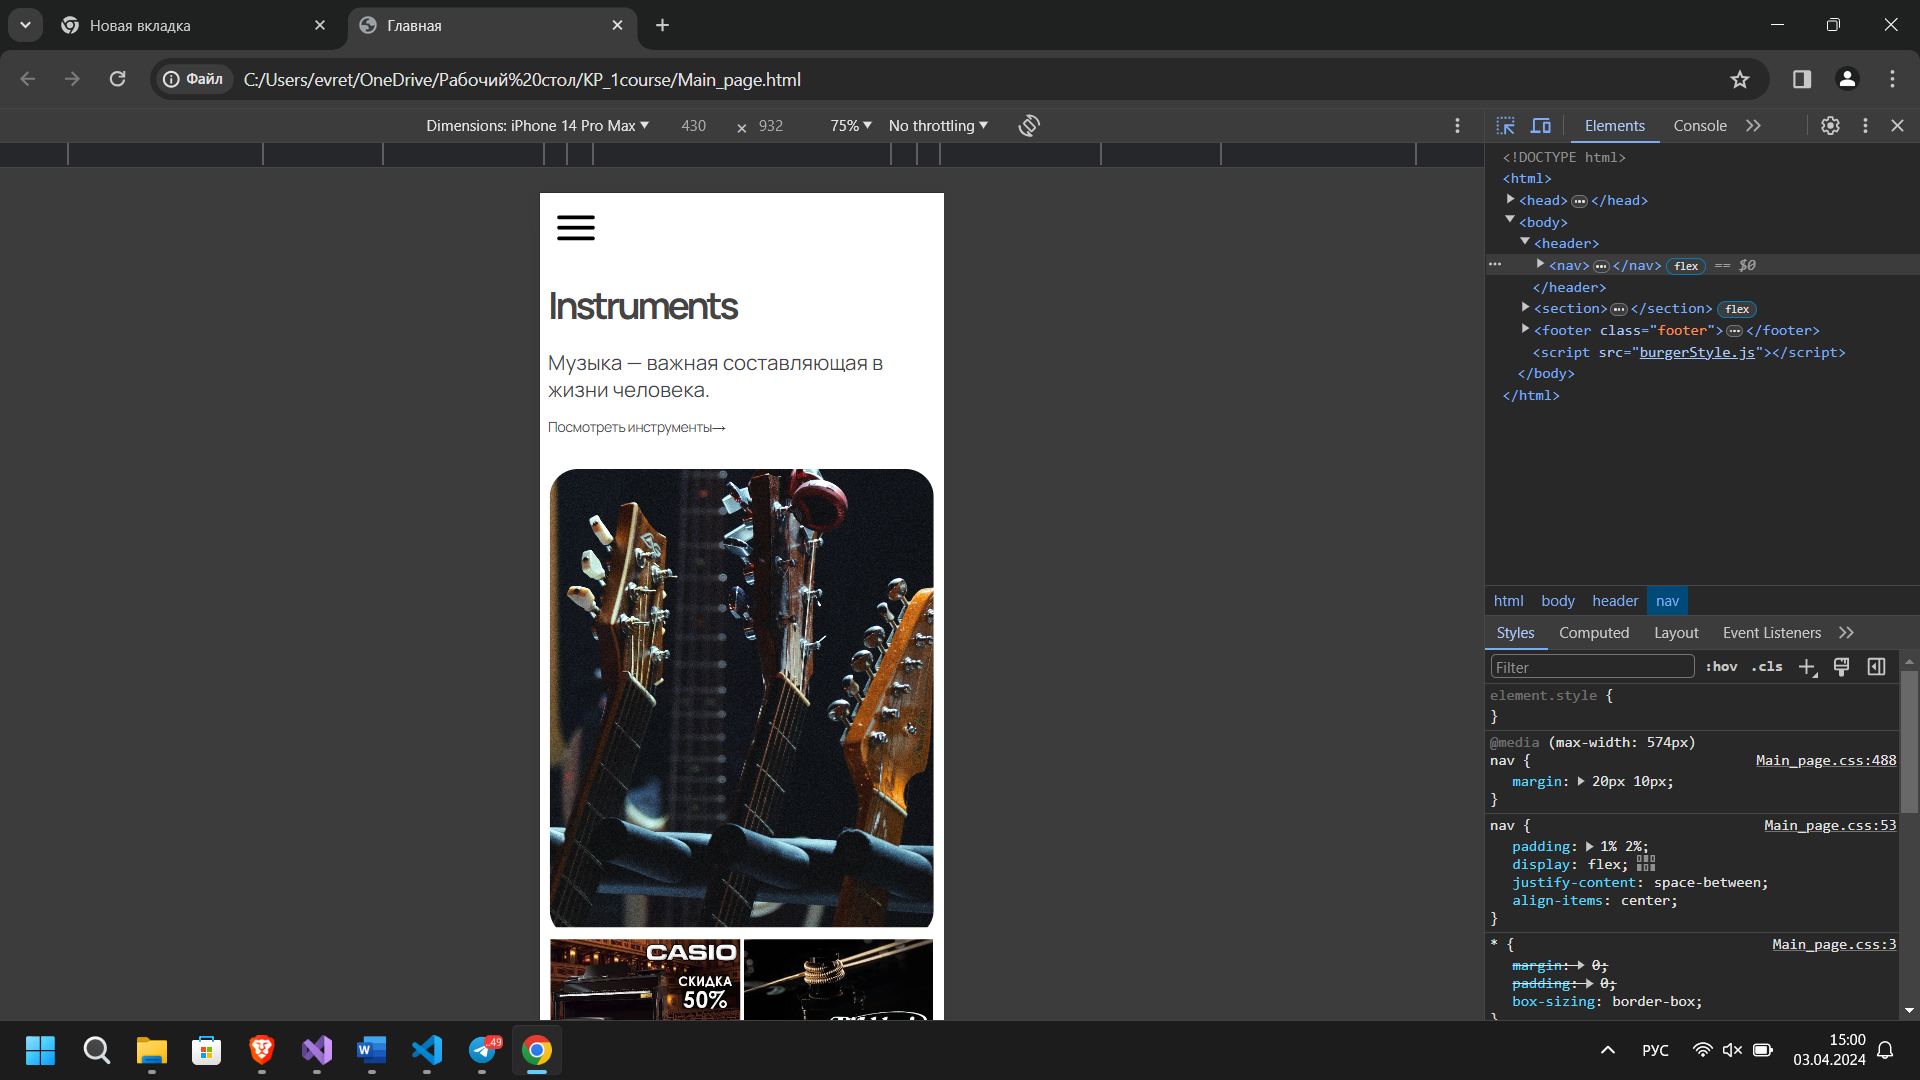 Новая вкладка
Главная
Файл
C:/Users/evret/OneDrive/Рабочий%20стол/KP_1course/Main_page.html
Dimensions: iPhone 14 Pro Max
430
×
932
75%
No throttling
Elements
Console
<!DOCTYPE html>
<html>
<head>…</head>
<body>
<header>
<nav>…</nav> flex == $0
</header>
<section>…</section> flex
<footer class="footer">…</footer>
<script src="burgerStyle.js"></script>
</body>
</html>
Instruments
Музыка — важная составляющая в
жизни человека.
Посмотреть инструменты→
CASIO
СКИДКА
50%
html
body
header
nav
Styles
Computed
Layout
Event Listeners
Filter
:hov
.cls
element.style {
}
@media (max-width: 574px)
nav {
Main_page.css:488
margin: 20px 10px;
}
nav {
Main_page.css:53
padding: 1% 2%;
display: flex;
justify-content: space-between;
align-items: center;
}
* {
Main_page.css:3
margin: 0;
padding: 0;
box-sizing: border-box;
}
49
РУС
15:00
03.04.2024